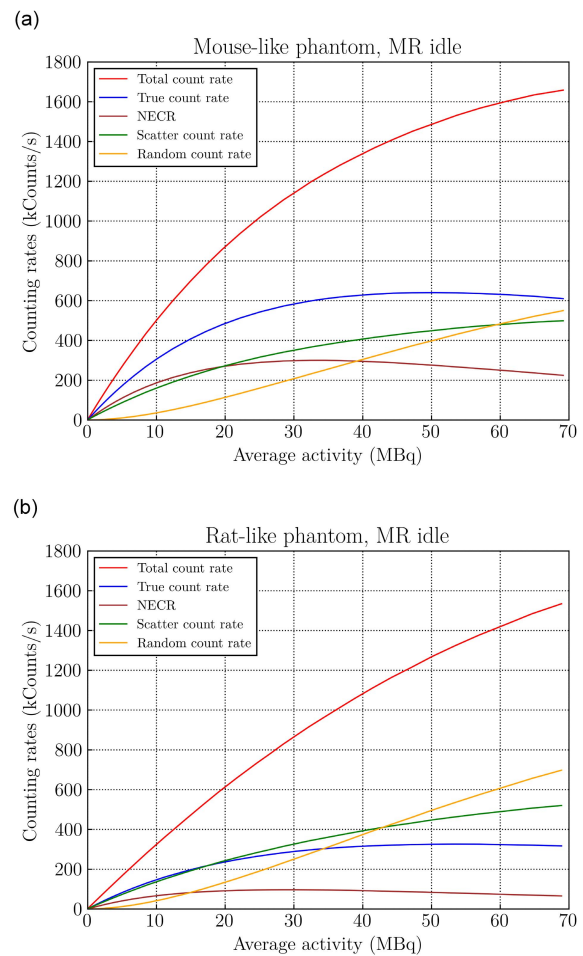 (a)
Mouse-like phantom, MR idle
Counting rates (kCounts/s)
1800
1600
1400
1200
1000
800
600
400
200
0
Total count rate
True count rate
NECR
Scatter count rate
Random count rate
0 10 20 30 40 50 60 70
Average activity (MBq)
(b)
Rat-like phantom, MR idle
Counting rates (kCounts/s)
1800
1600
1400
1200
1000
800
600
400
200
0
Total count rate
True count rate
NECR
Scatter count rate
Random count rate
0 10 20 30 40 50 60 70
Average activity (MBq)